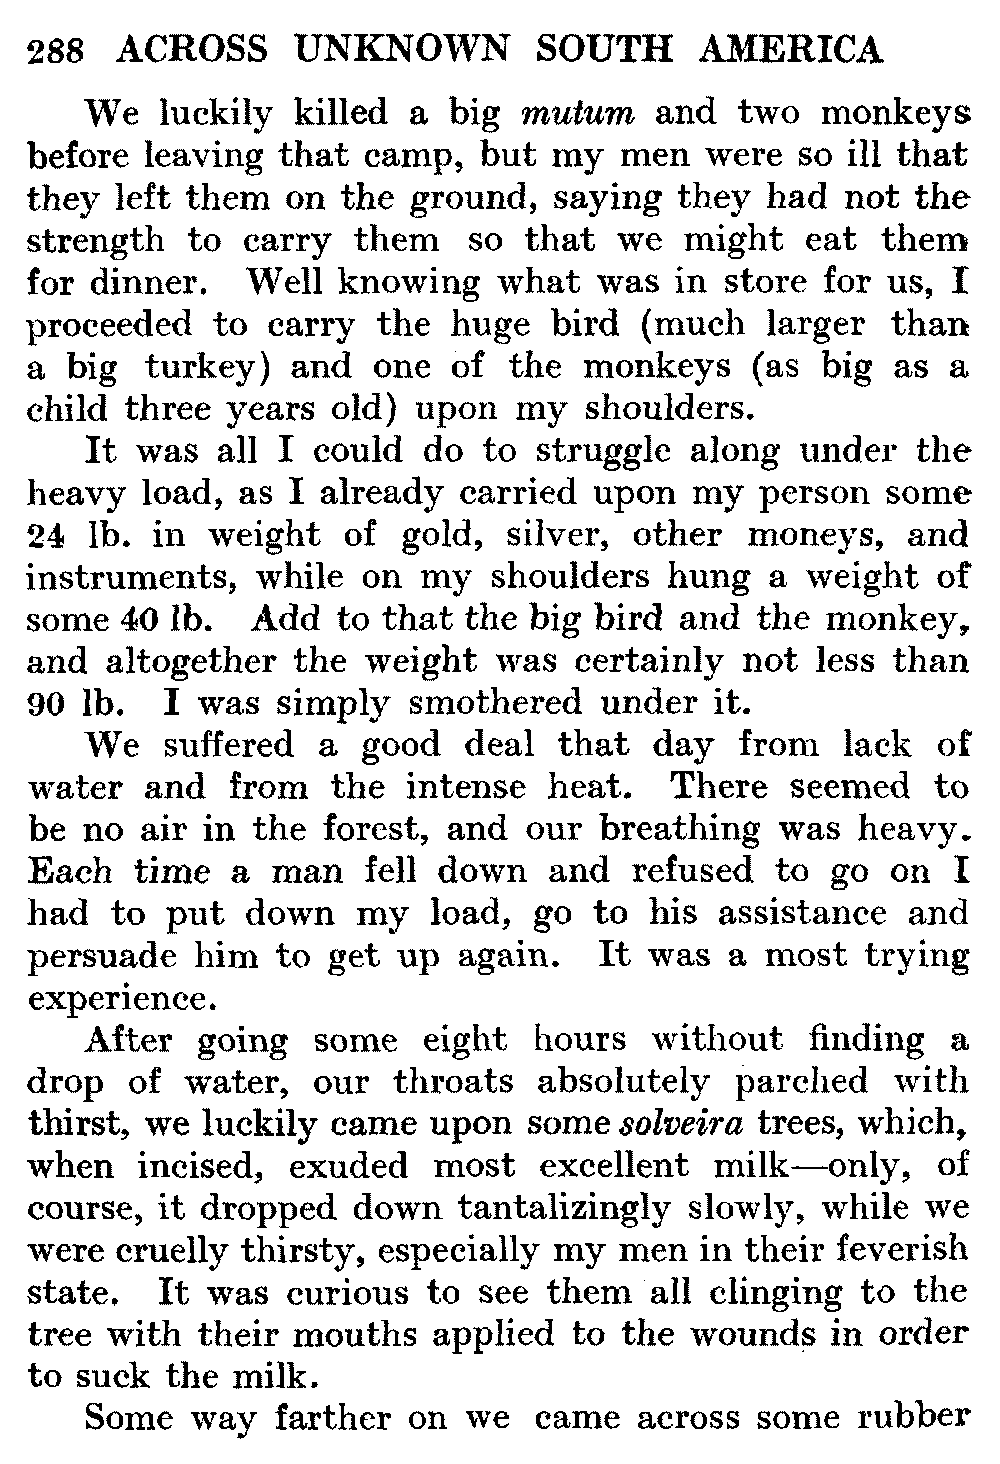 288 ACROSS UNKNOWN SOUTH AMERICA
We luckily killed a big mutum and two monkeys
before leaving that camp, but my men were so ill that
they left them on the ground, saying they had not the
strength to carry them so that we might eat them
for dinner. Well knowing what was in store for us, I
proceeded to carry the huge bird (much larger than
a big turkey) and one of the monkeys (as big as a
child three years old) upon my shoulders.
It was all I could do to struggle along under the
heavy load, as I already carried upon my person some
24 lb. in weight of gold, silver, other moneys, and
instruments, while on my shoulders hung a weight of
some 40 lb. Add to that the big bird and the monkey,
and altogether the weight was certainly not less than
90 lb. I was simply smothered under it.
We suffered a good deal that day from lack of
water and from the intense heat. There seemed to
be no air in the forest, and our breathing was heavy.
Each time a man fell down and refused to go on I
had to put down my load, go to his assistance and
persuade him to get up again. It was a most trying
experience.
After going some eight hours without finding a
drop of water, our throats absolutely parched with
thirst, we luckily came upon some solveira trees, which,
when incised, exuded most excellent milk—only, of
course, it dropped down tantalizingly slowly, while we
were cruelly thirsty, especially my men in their feverish
state. It was curious to see them all clinging to the
tree with their mouths applied to the wounds in order
to suck the milk.
Some way farther on we came across some rubber